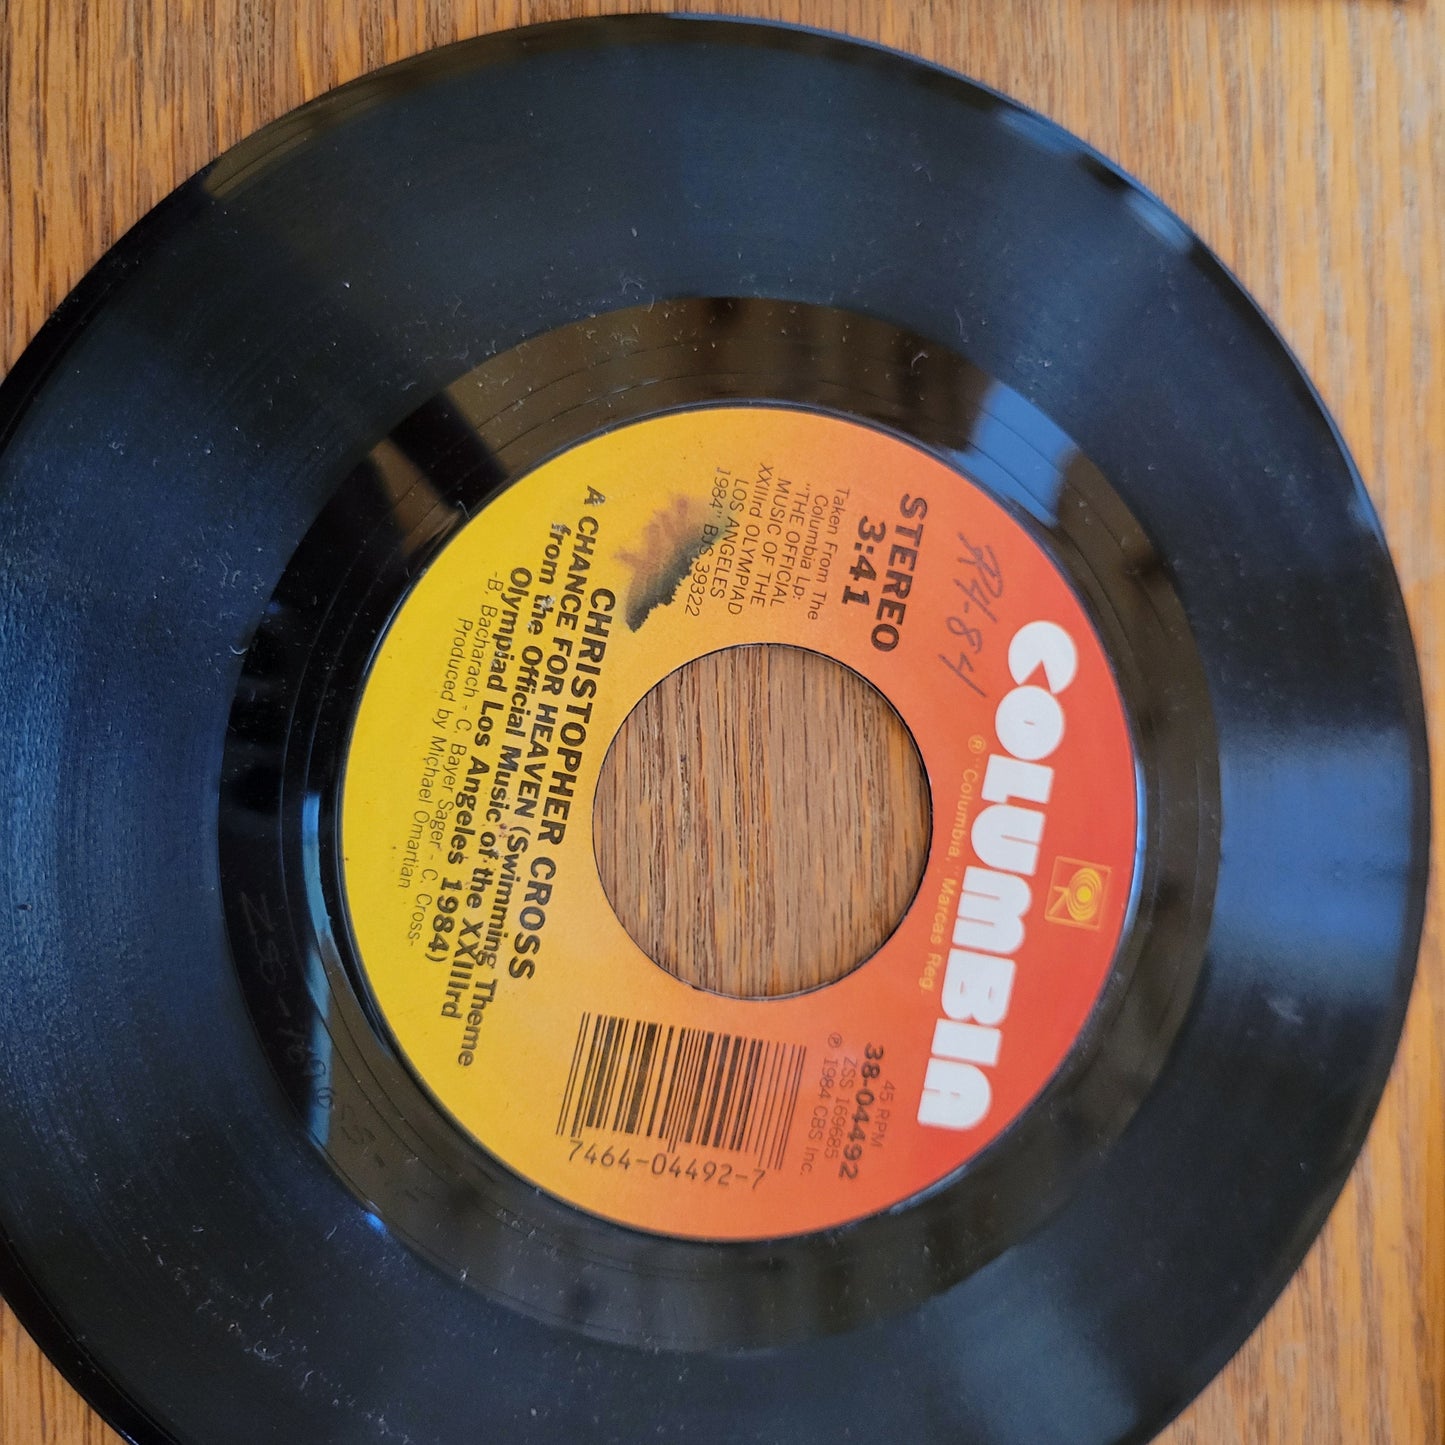 COLUMBIA
® "Columbia," Marcas Reg.
STEREO
3:41
Taken From The
Columbia Lp:
"THE OFFICIAL
MUSIC OF THE
XXIIIrd OLYMPIAD
LOS ANGELES
1984" BJS 39322
45 RPM
38-04492
ZSS 169685
℗ 1984 CBS Inc.
7464-04492-7
CHRISTOPHER CROSS
A CHANCE FOR HEAVEN (Swimming Theme
from the Official Music of the XXIIIrd
Olympiad Los Angeles 1984)
-B. Bacharach - C. Bayer Sager - C. Cross-
Produced by Michael Omartian